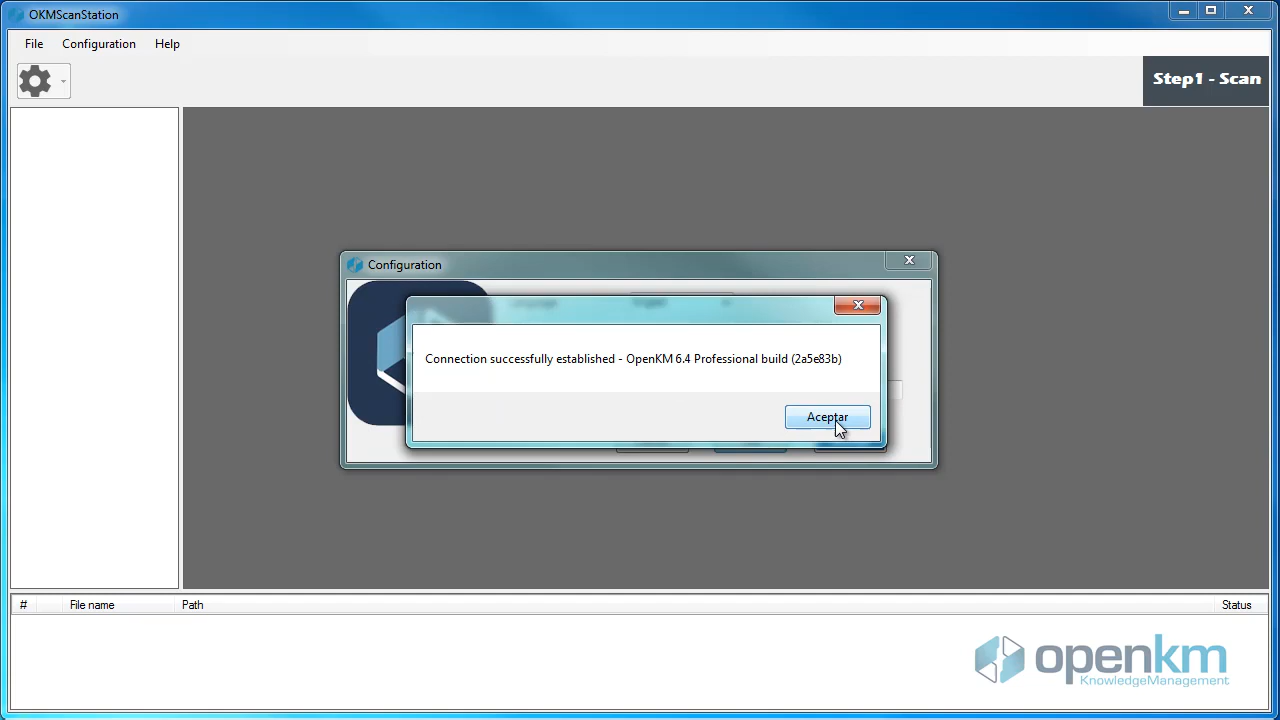 OKMScanStation
File Configuration Help
Step1 - Scan
Configuration
Connection successfully established - OpenKM 6.4 Professional build (2a5e83b)
Aceptar
# File name Path Status
openkm
KnowledgeManagement